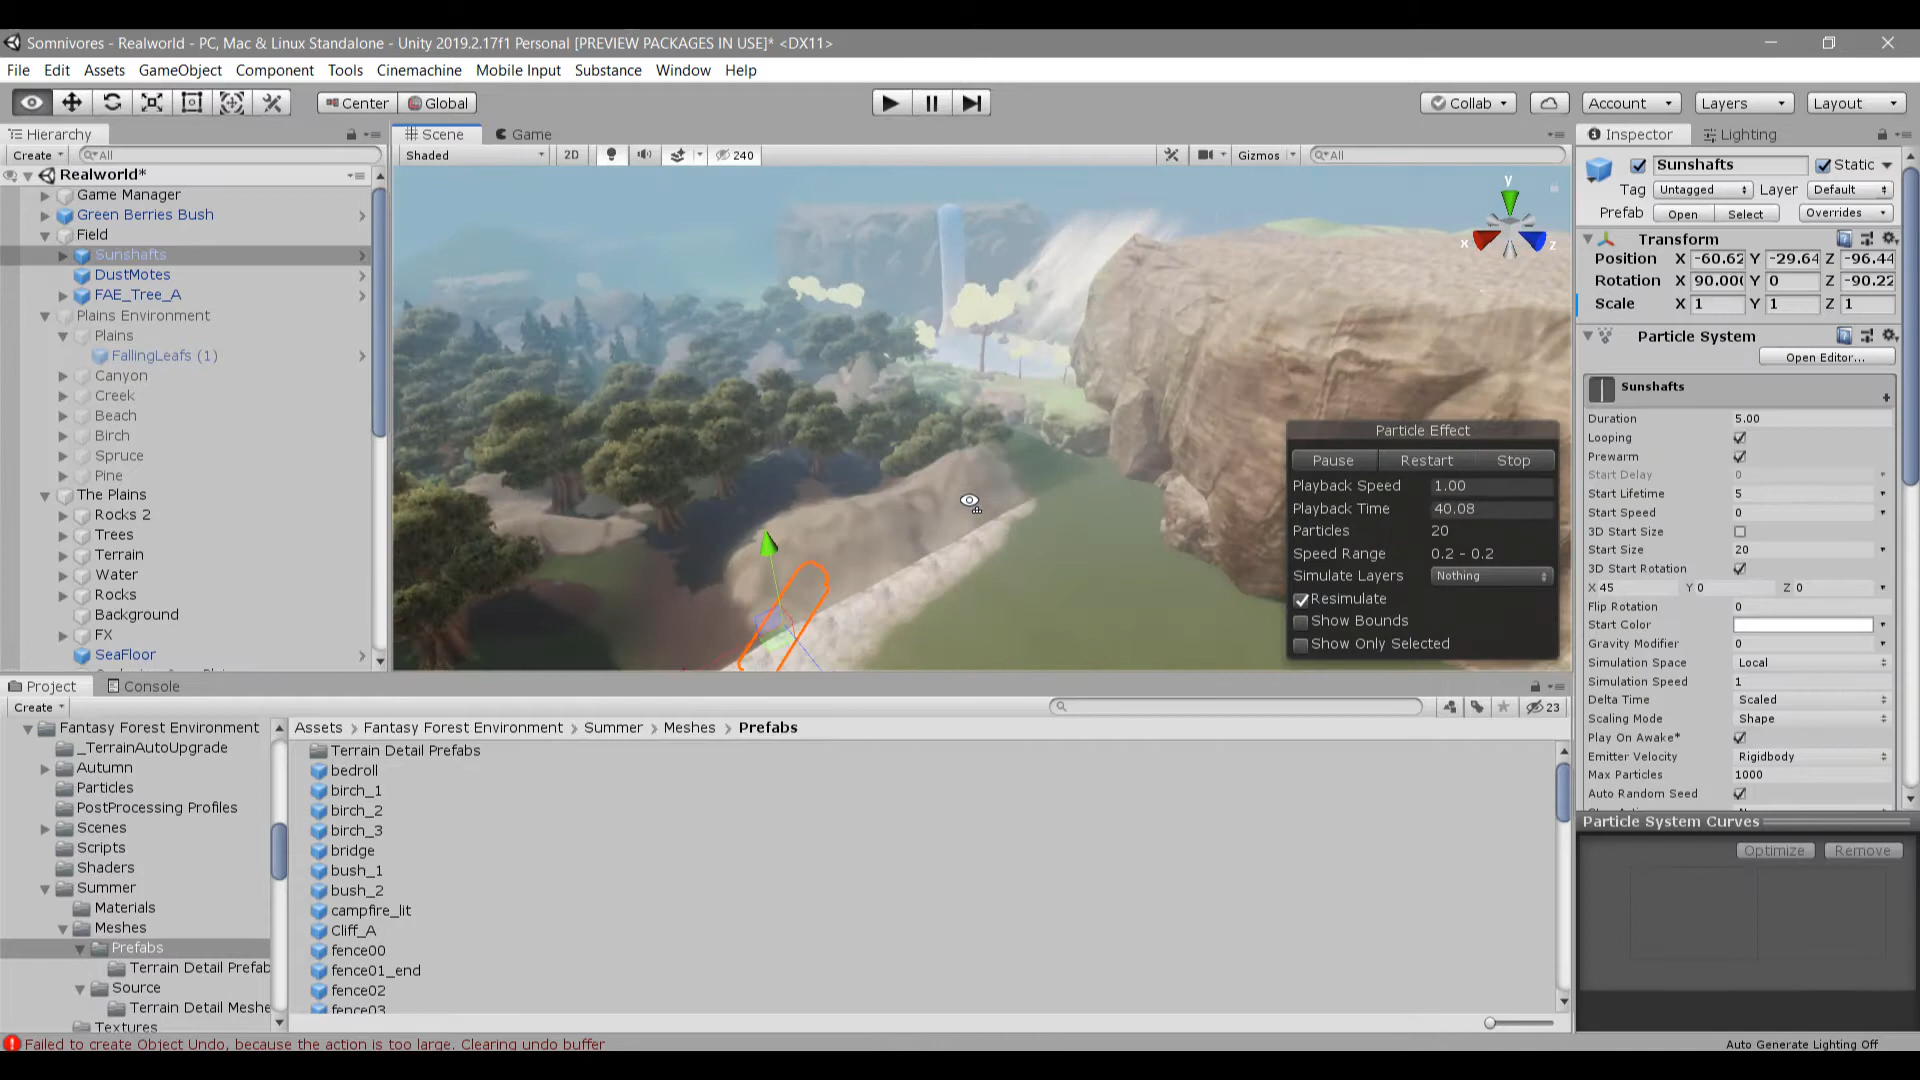 Somnivores - Realworld - PC, Mac & Linux Standalone - Unity 2019.2.17f1 Personal [PREVIEW PACKAGES IN USE]* <DX11>
File Edit Assets GameObject Component Tools Cinemachine Mobile Input Substance Window Help
Center Global Collab Account Layers Layout
Hierarchy Scene Game Inspector Lighting
Create All Shaded 2D 240 Gizmos All
Realworld*
Game Manager
Green Berries Bush
Field
Sunshafts
DustMotes
FAE_Tree_A
Plains Environment
Plains
FallingLeafs (1)
Canyon
Creek
Beach
Birch
Spruce
Pine
The Plains
Rocks 2
Trees
Terrain
Water
Rocks
Background
FX
SeaFloor
y
x
z
Particle Effect
Pause Restart Stop
Playback Speed 1.00
Playback Time 40.08
Particles 20
Speed Range 0.2 - 0.2
Simulate Layers Nothing
Resimulate
Show Bounds
Show Only Selected
Sunshafts Static
Tag Untagged Layer Default
Prefab Open Select Overrides
Transform
Position X -60.62 Y -29.64 Z -96.44
Rotation X 90.000 Y 0 Z -90.22
Scale X 1 Y 1 Z 1
Particle System
Open Editor...
Sunshafts
Duration 5.00
Looping
Prewarm
Start Delay 0
Start Lifetime 5
Start Speed 0
3D Start Size
Start Size 20
3D Start Rotation
X 45 Y 0 Z 0
Flip Rotation 0
Start Color
Gravity Modifier 0
Simulation Space Local
Simulation Speed 1
Delta Time Scaled
Scaling Mode Shape
Play On Awake*
Emitter Velocity Rigidbody
Max Particles 1000
Auto Random Seed
Particle System Curves
Optimize Remove
Project Console
Create 23
Fantasy Forest Environment
_TerrainAutoUpgrade
Autumn
Particles
PostProcessing Profiles
Scenes
Scripts
Shaders
Summer
Materials
Meshes
Prefabs
Terrain Detail Prefab
Source
Terrain Detail Meshe
Textures
Assets > Fantasy Forest Environment > Summer > Meshes > Prefabs
Terrain Detail Prefabs
bedroll
birch_1
birch_2
birch_3
bridge
bush_1
bush_2
campfire_lit
Cliff_A
fence00
fence01_end
fence02
fence03
Failed to create Object Undo, because the action is too large. Clearing undo buffer
Auto Generate Lighting Off